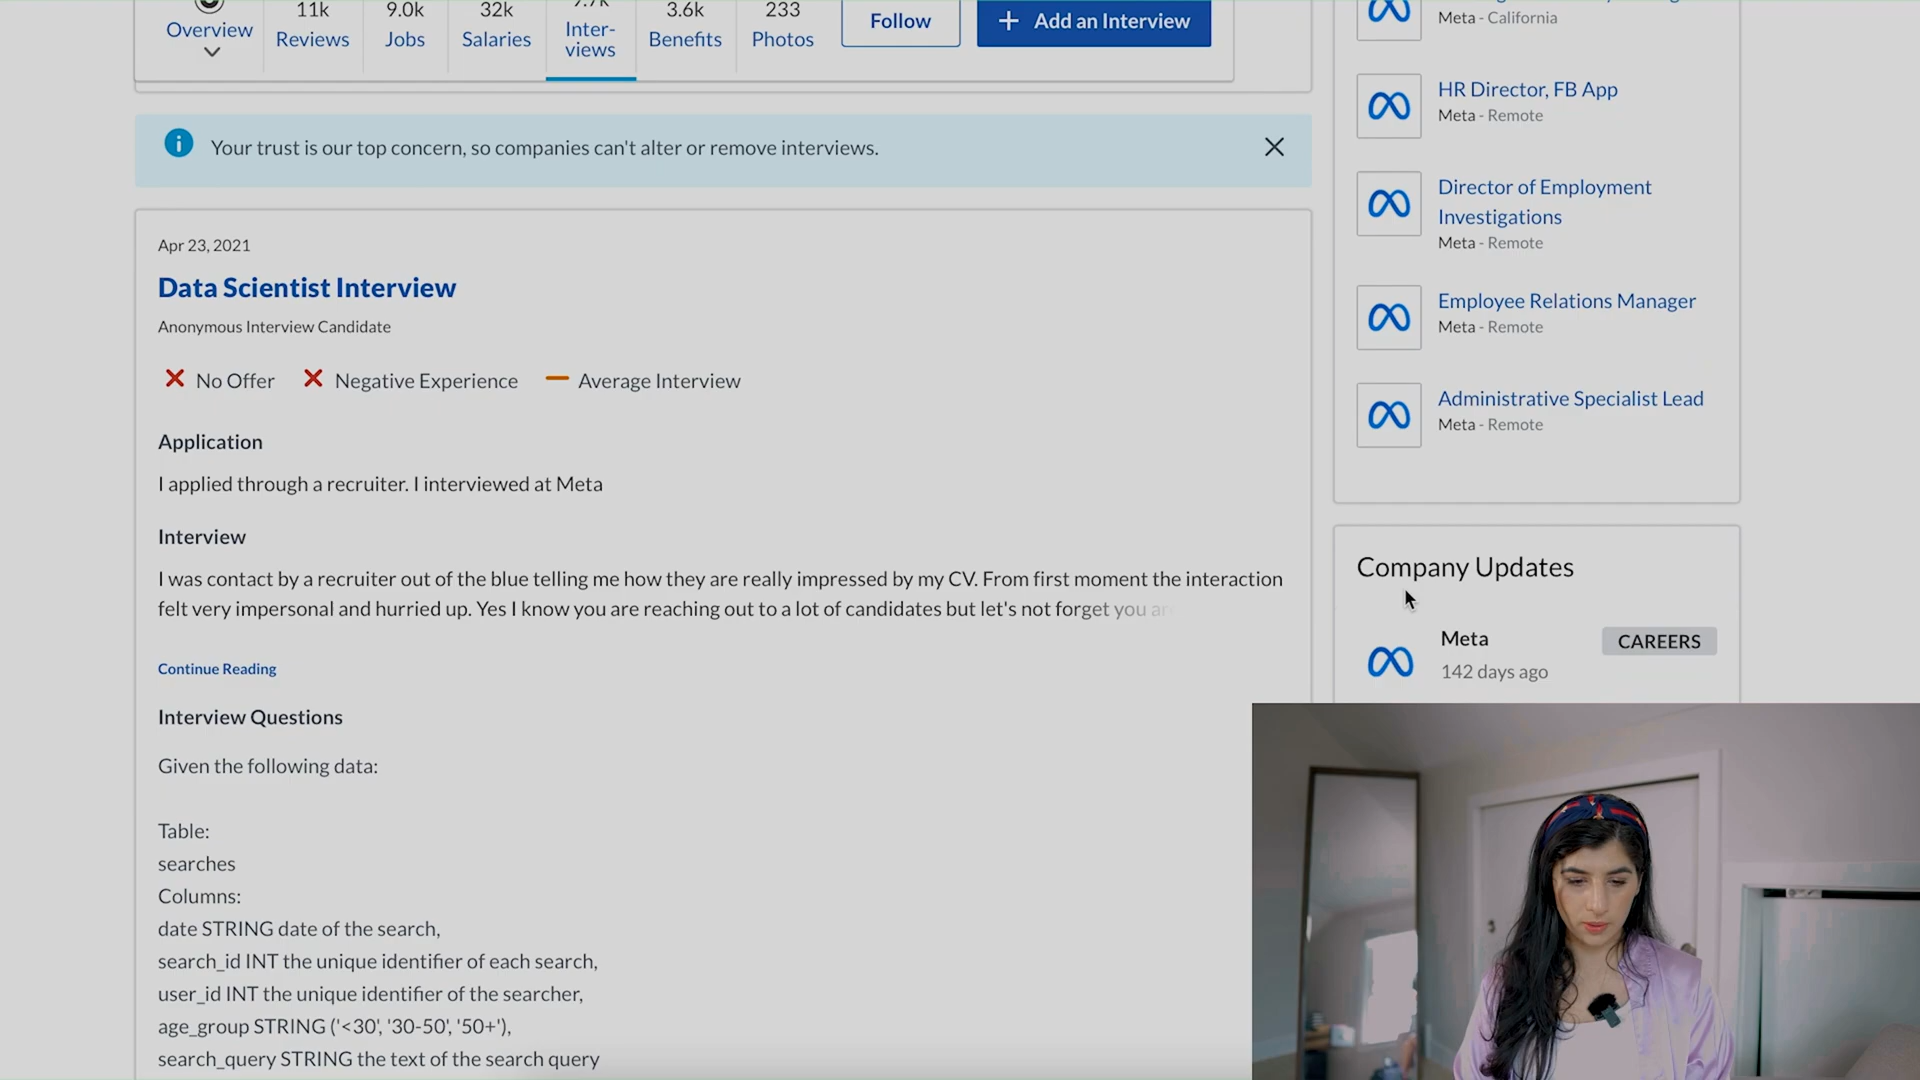 Overview
11k
Reviews
9.0k
Jobs
32k
Salaries
Inter-
views
3.6k
Benefits
233
Photos
Follow
+ Add an Interview
Your trust is our top concern, so companies can't alter or remove interviews.
Apr 23, 2021
Data Scientist Interview
Anonymous Interview Candidate
No Offer
Negative Experience
Average Interview
Application
I applied through a recruiter. I interviewed at Meta
Interview
I was contact by a recruiter out of the blue telling me how they are really impressed by my CV. From first moment the interaction
felt very impersonal and hurried up. Yes I know you are reaching out to a lot of candidates but let's not forget you
Continue Reading
Interview Questions
Given the following data:
Table:
searches
Columns:
date STRING date of the search,
search_id INT the unique identifier of each search,
user_id INT the unique identifier of the searcher,
age_group STRING ('<30', '30-50', '50+'),
search_query STRING the text of the search query
Meta - California
HR Director, FB App
Meta - Remote
Director of Employment
Investigations
Meta - Remote
Employee Relations Manager
Meta - Remote
Administrative Specialist Lead
Meta - Remote
Company Updates
Meta
CAREERS
142 days ago